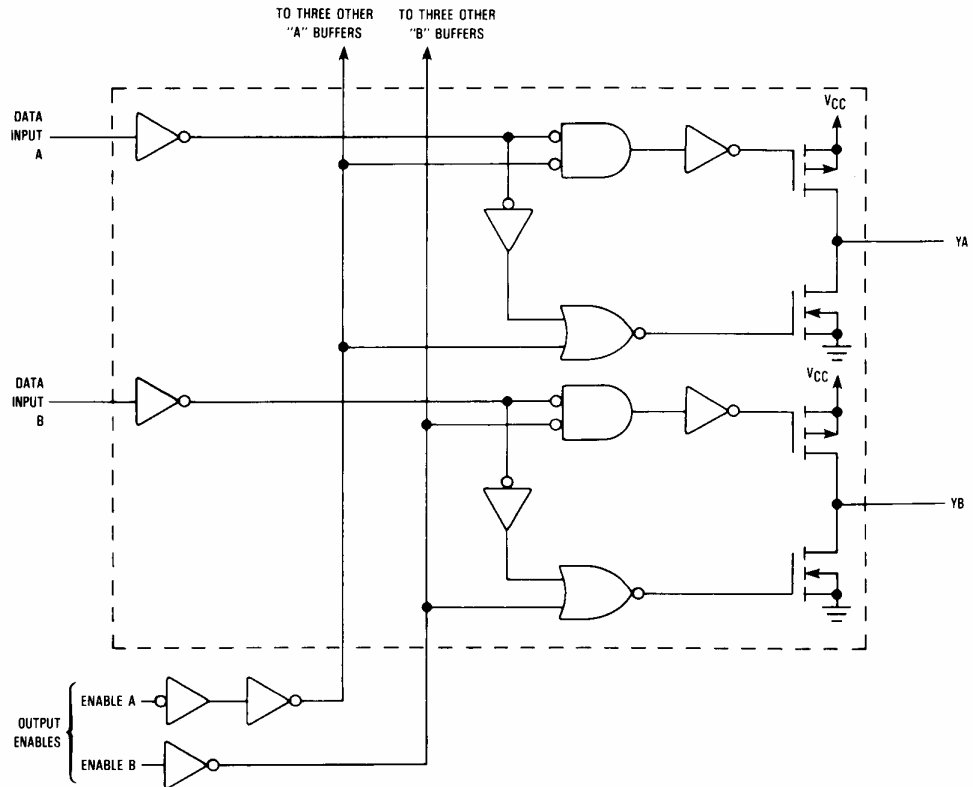 TO THREE OTHER
"A" BUFFERS
TO THREE OTHER
"B" BUFFERS
DATA
INPUT
A
VCC
YA
DATA
INPUT
B
VCC
YB
OUTPUT
ENABLES
ENABLE A
ENABLE B